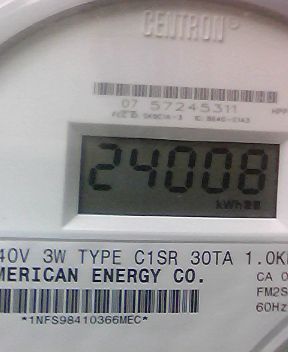 CENTRON®
07 57245311
24008
kWh
40V 3W TYPE C1SR 30TA 1.0K
MERICAN ENERGY CO.
CA 0
FM2S
60Hz
*1NFS98410366MEC*